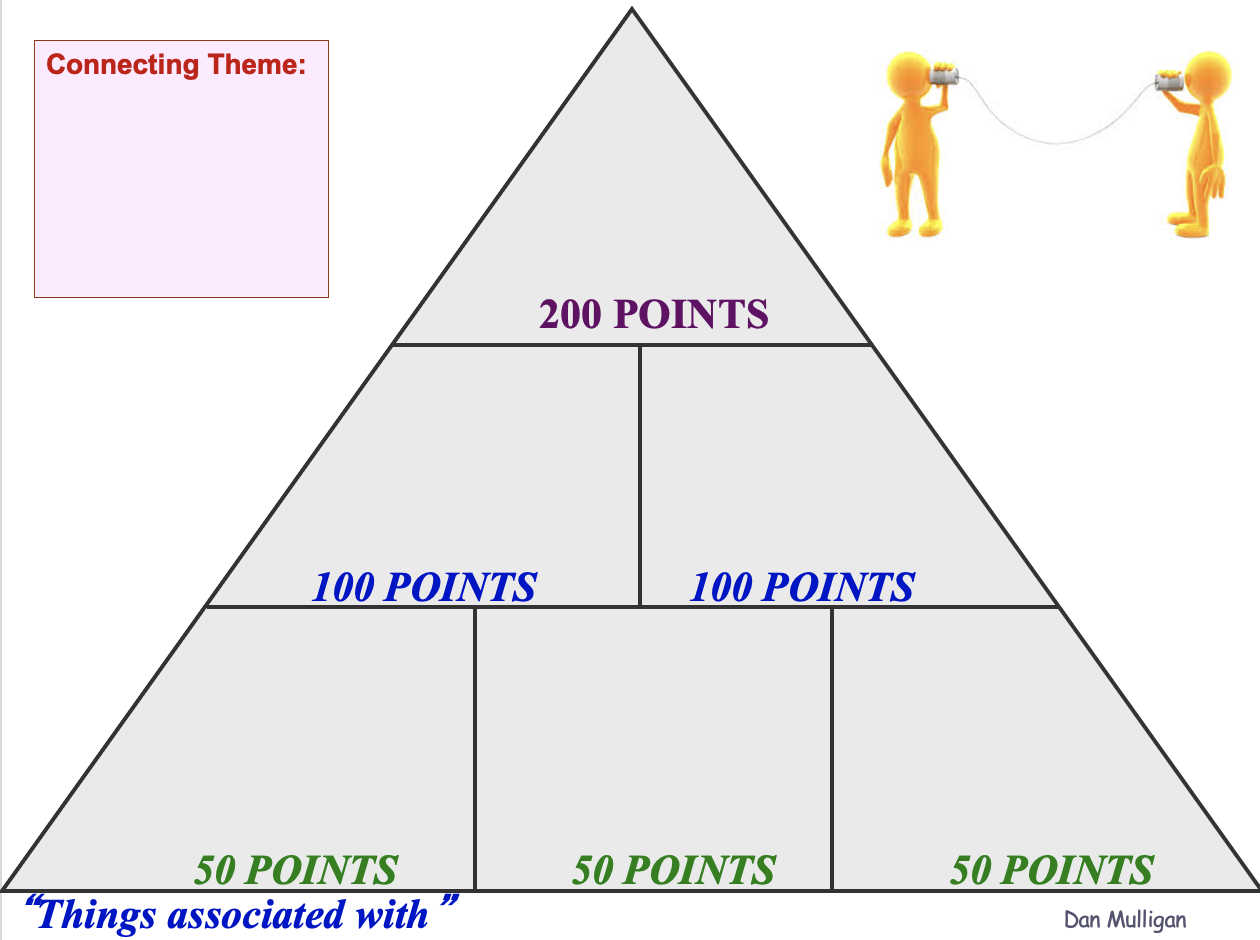 Connecting Theme:
200 POINTS
100 POINTS
100 POINTS
50 POINTS
50 POINTS
50 POINTS
“Things associated with”
Dan Mulligan